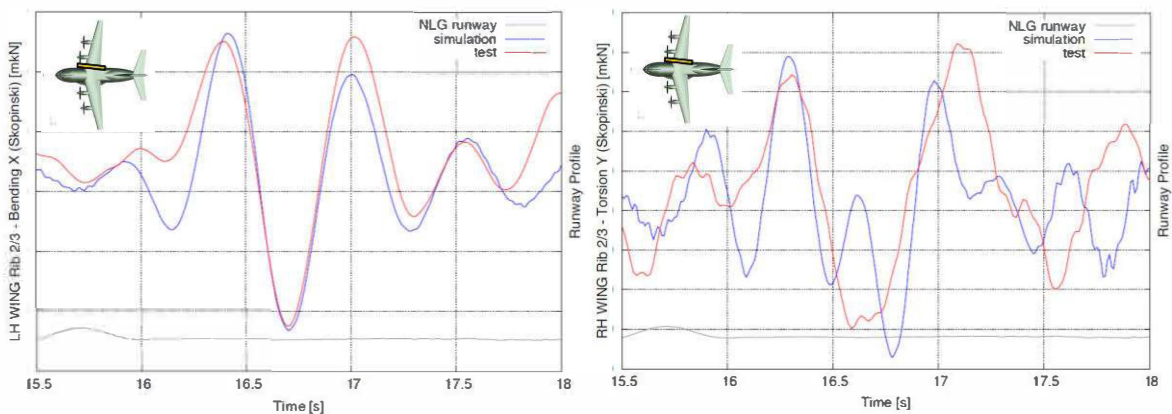 LH WING Rib 2/3 - Bending X (Skopinski) [mkN]
NLG runway
simulation
test
Runway Profile
15.5
16
16.5
17
17.5
18
Time [s]
RH WING Rib 2/3 - Torsion Y (Skopinski) [mkN]
NLG runway
simulation
test
Runway Profile
15.5
16
16.5
17
17.5
18
Time [s]